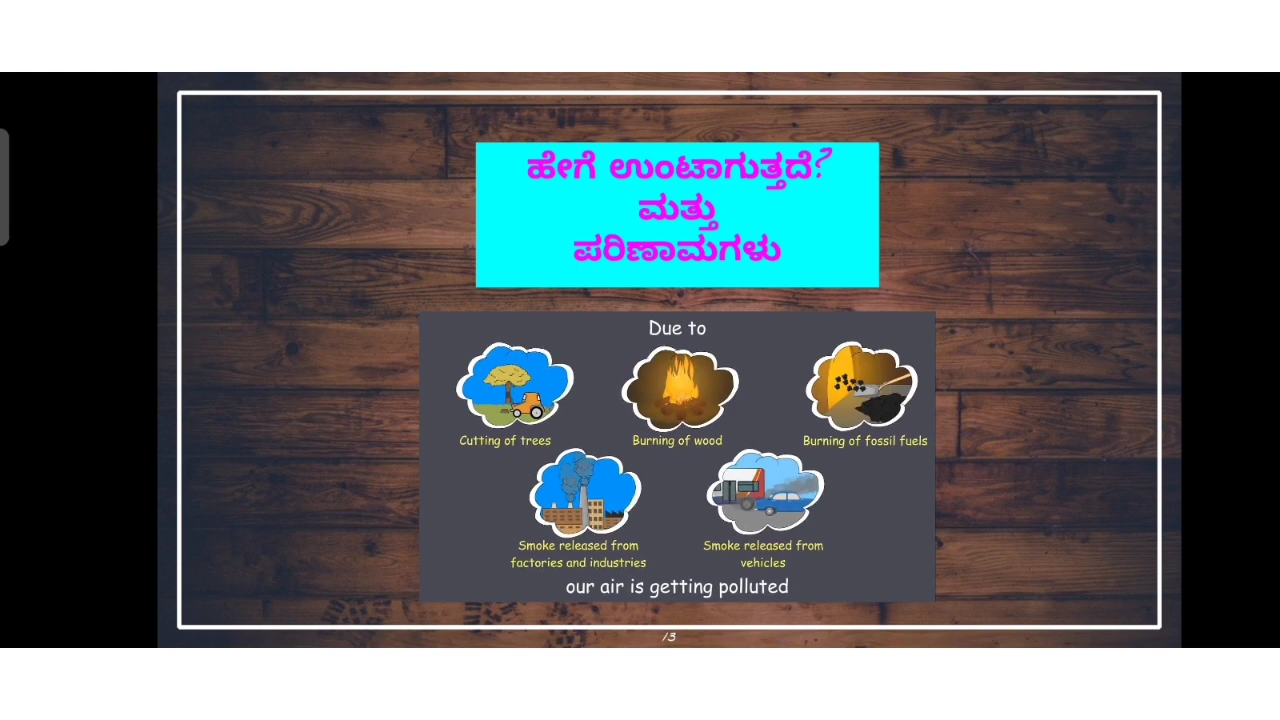 ಹೇಗೆ ಉಂಟಾಗುತ್ತದೆ?
ಮತ್ತು
ಪರಿಣಾಮಗಳು
Due to
Cutting of trees
Burning of wood
Burning of fossil fuels
Smoke released from
factories and industries
Smoke released from
vehicles
our air is getting polluted
13